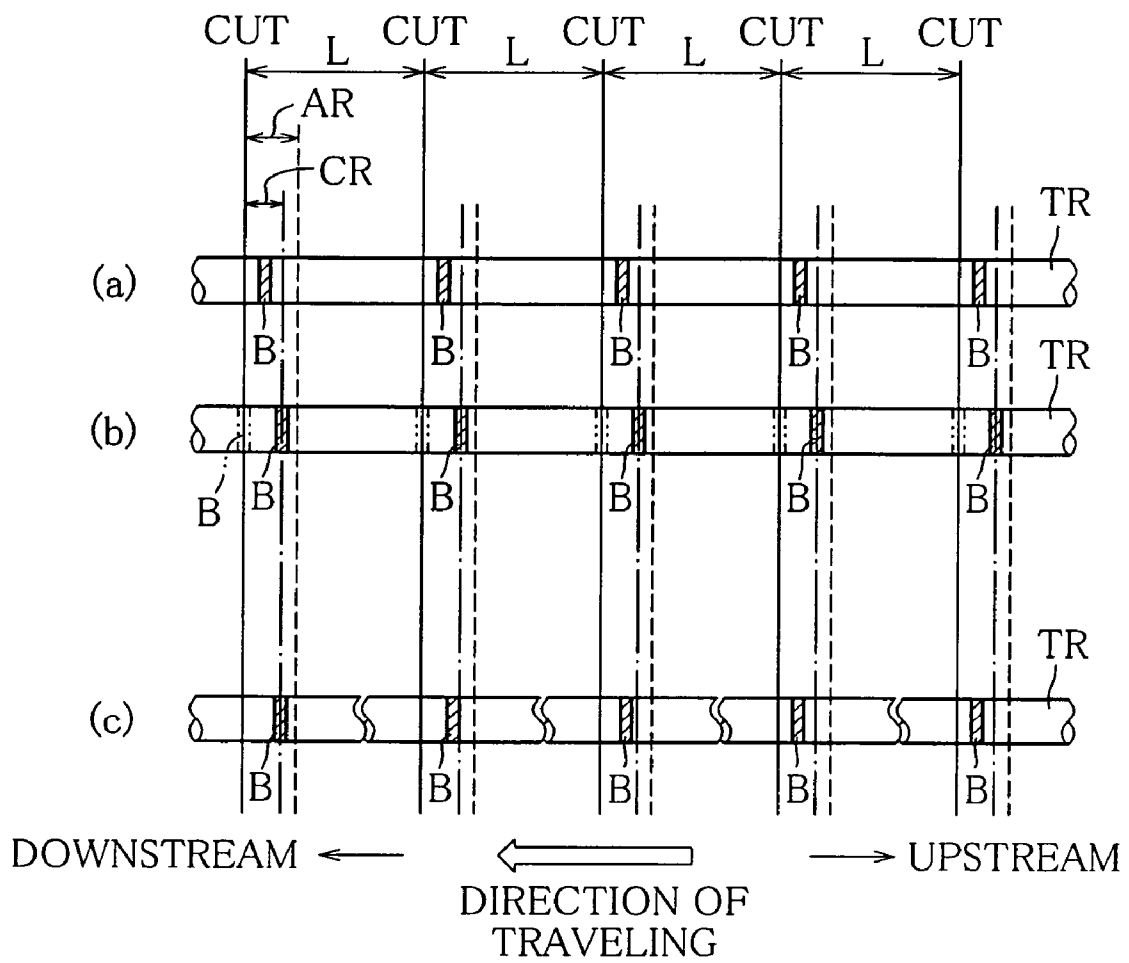 CUT CUT CUT CUT CUT
L L L L
AR
CR
TR
(a)
B B B B B
TR
(b)
B B B B B B
TR
(c)
B B B B B
DOWNSTREAM UPSTREAM
DIRECTION OF
TRAVELING